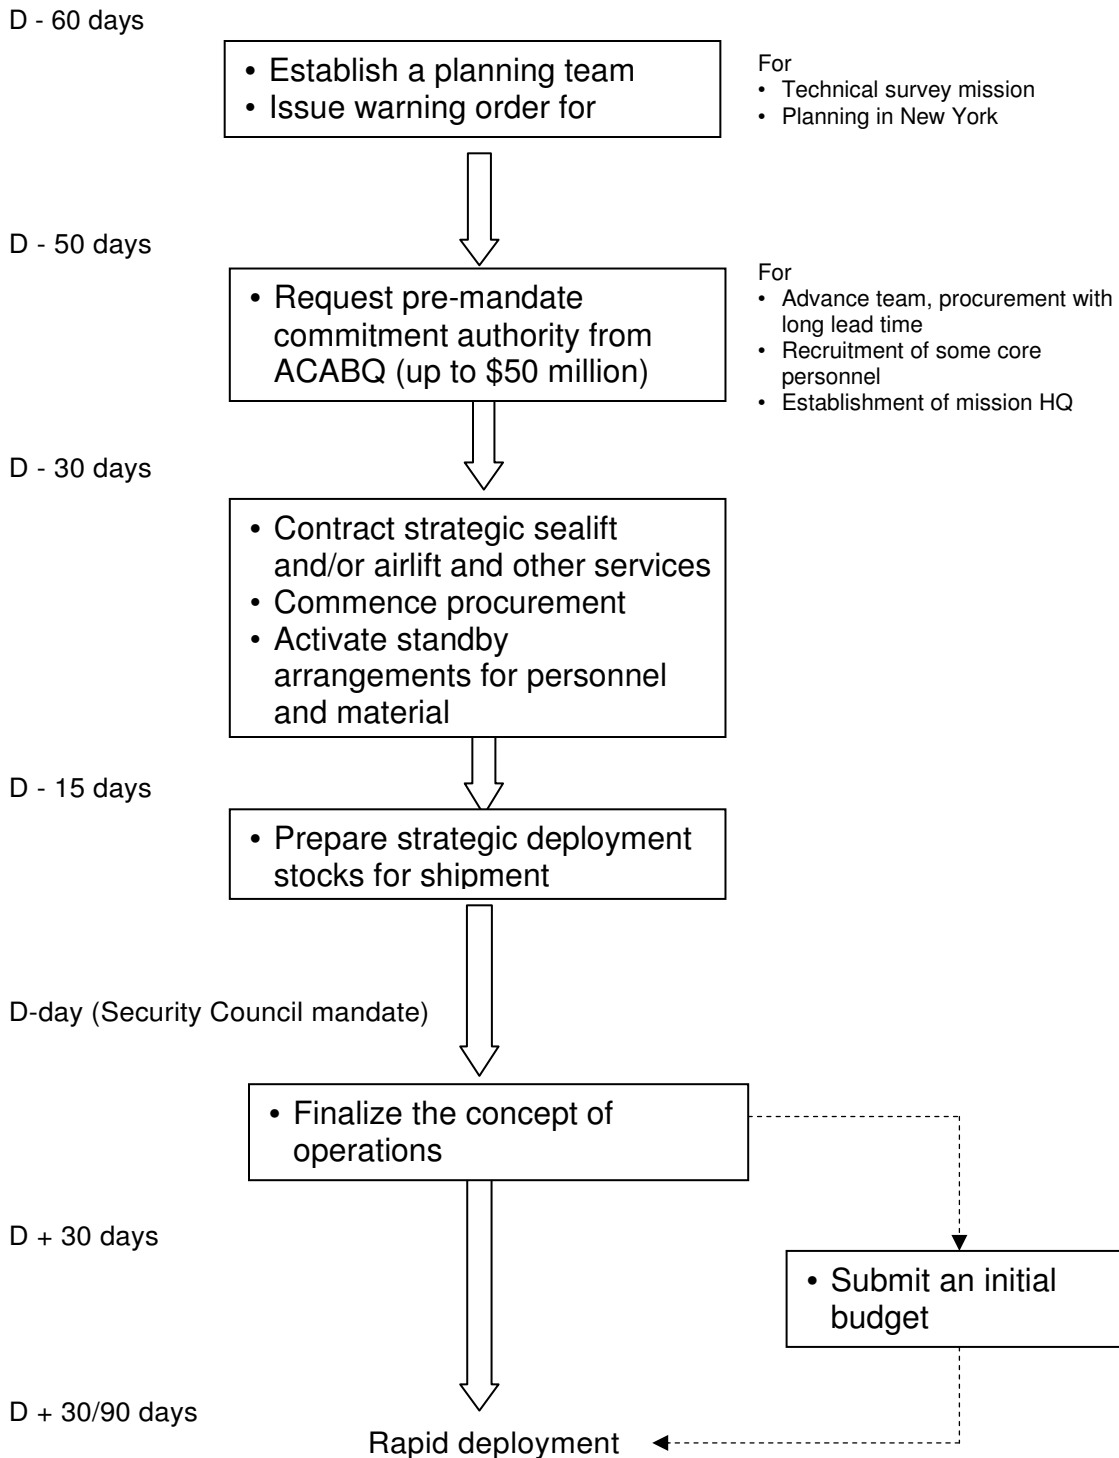 D - 60 days
• Establish a planning team
• Issue warning order for
For
• Technical survey mission
• Planning in New York
D - 50 days
• Request pre-mandate
commitment authority from
ACABQ (up to $50 million)
For
• Advance team, procurement with
long lead time
• Recruitment of some core
personnel
• Establishment of mission HQ
D - 30 days
• Contract strategic sealift
and/or airlift and other services
• Commence procurement
• Activate standby
arrangements for personnel
and material
D - 15 days
• Prepare strategic deployment
stocks for shipment
D-day (Security Council mandate)
• Finalize the concept of
operations
D + 30 days
• Submit an initial
budget
D + 30/90 days
Rapid deployment